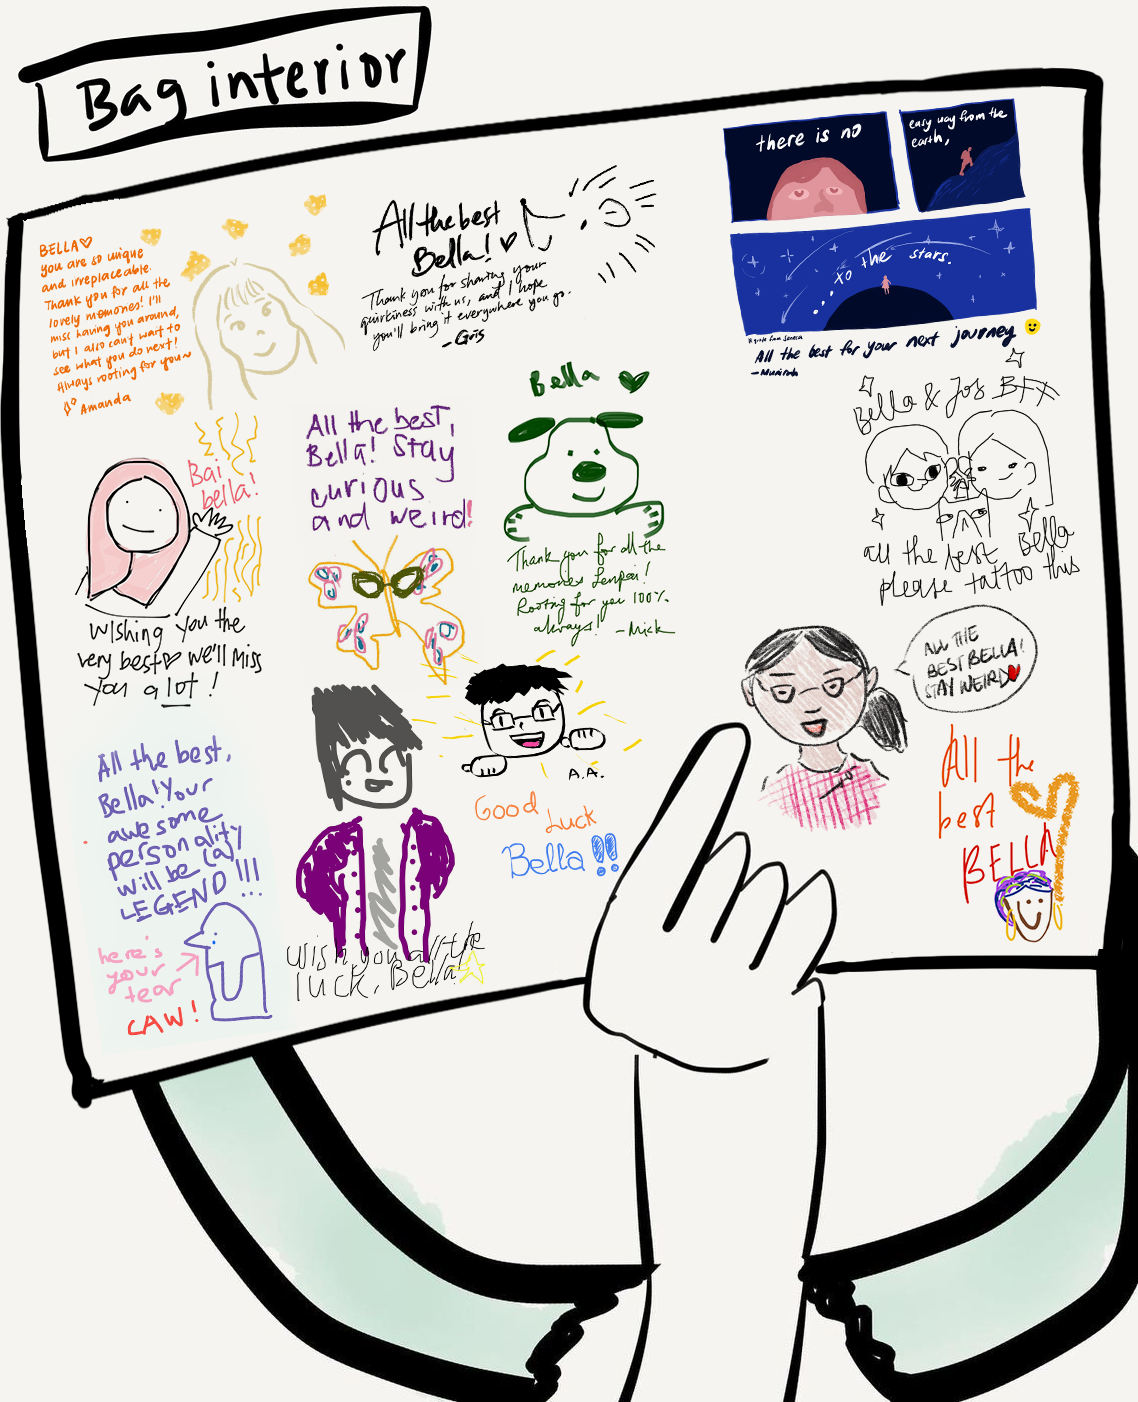 Bag interior
BELLA♡
you are so unique
and irreplaceable.
Thank you for all the
lovely memories! I'll
miss having you around,
but I also can't wait to
see what you do next!
Always rooting for you~
Amanda
All the best
Bella! ♡
Thank you for sharing your
quirkiness with us, and I hope
you'll bring it everywhere you go.
- Gris
there is no
easy way from the
earth,
... to the stars.
*quote from Seneca
All the best for your next journey
Bai
bella!
Wishing you the
very best♡ we'll miss
you a lot!
All the best,
Bella! Stay
curious
and weird!
Bella ♥
Thank you for all the
memories Senpai!
Rooting for you 100%
always! - Mick
Bella & Jos BFF
all the best Bella
please tattoo this
ALL THE
BEST BELLA!
STAY WEIRD♥
All the best,
Bella! Your
awesome
personality
will be (a)
LEGEND!!!
...
here's
your
tear
CAW!
Wish you all the
luck, Bella!
A.A.
Good
Luck
Bella!!
All the
best
BELLA